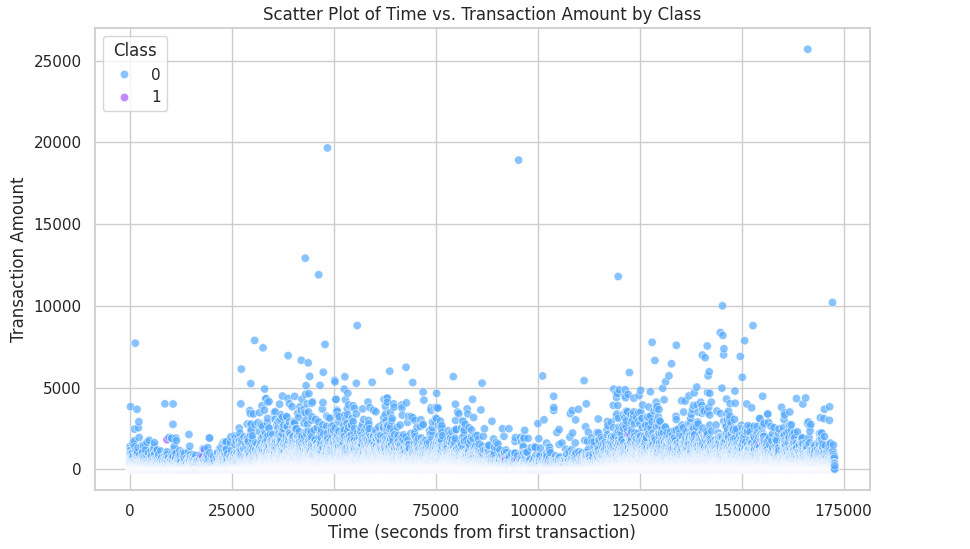 Scatter Plot of Time vs. Transaction Amount by Class
Class
0
1
25000
20000
15000
10000
5000
0
Transaction Amount
0 25000 50000 75000 100000 125000 150000 175000
Time (seconds from first transaction)